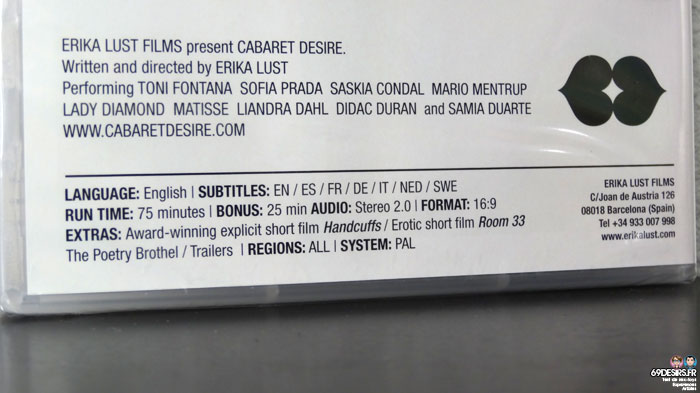 ERIKA LUST FILMS present CABARET DESIRE.
Written and directed by ERIKA LUST
Performing TONI FONTANA SOFIA PRADA SASKIA CONDAL MARIO MENTRUP
LADY DIAMOND MATISSE LIANDRA DAHL DIDAC DURAN and SAMIA DUARTE
WWW.CABARETDESIRE.COM
LANGUAGE: English | SUBTITLES: EN / ES / FR / DE / IT / NED / SWE
RUN TIME: 75 minutes | BONUS: 25 min AUDIO: Stereo 2.0 | FORMAT: 16:9
EXTRAS: Award-winning explicit short film Handcuffs / Erotic short film Room 33
The Poetry Brothel / Trailers | REGIONS: ALL | SYSTEM: PAL
ERIKA LUST FILMS
C/Joan de Austria 126
08018 Barcelona (Spain)
Tel +34 933 007 998
www.erikalust.com
69DESIRS.FR
Test de sex-toys
Expériences